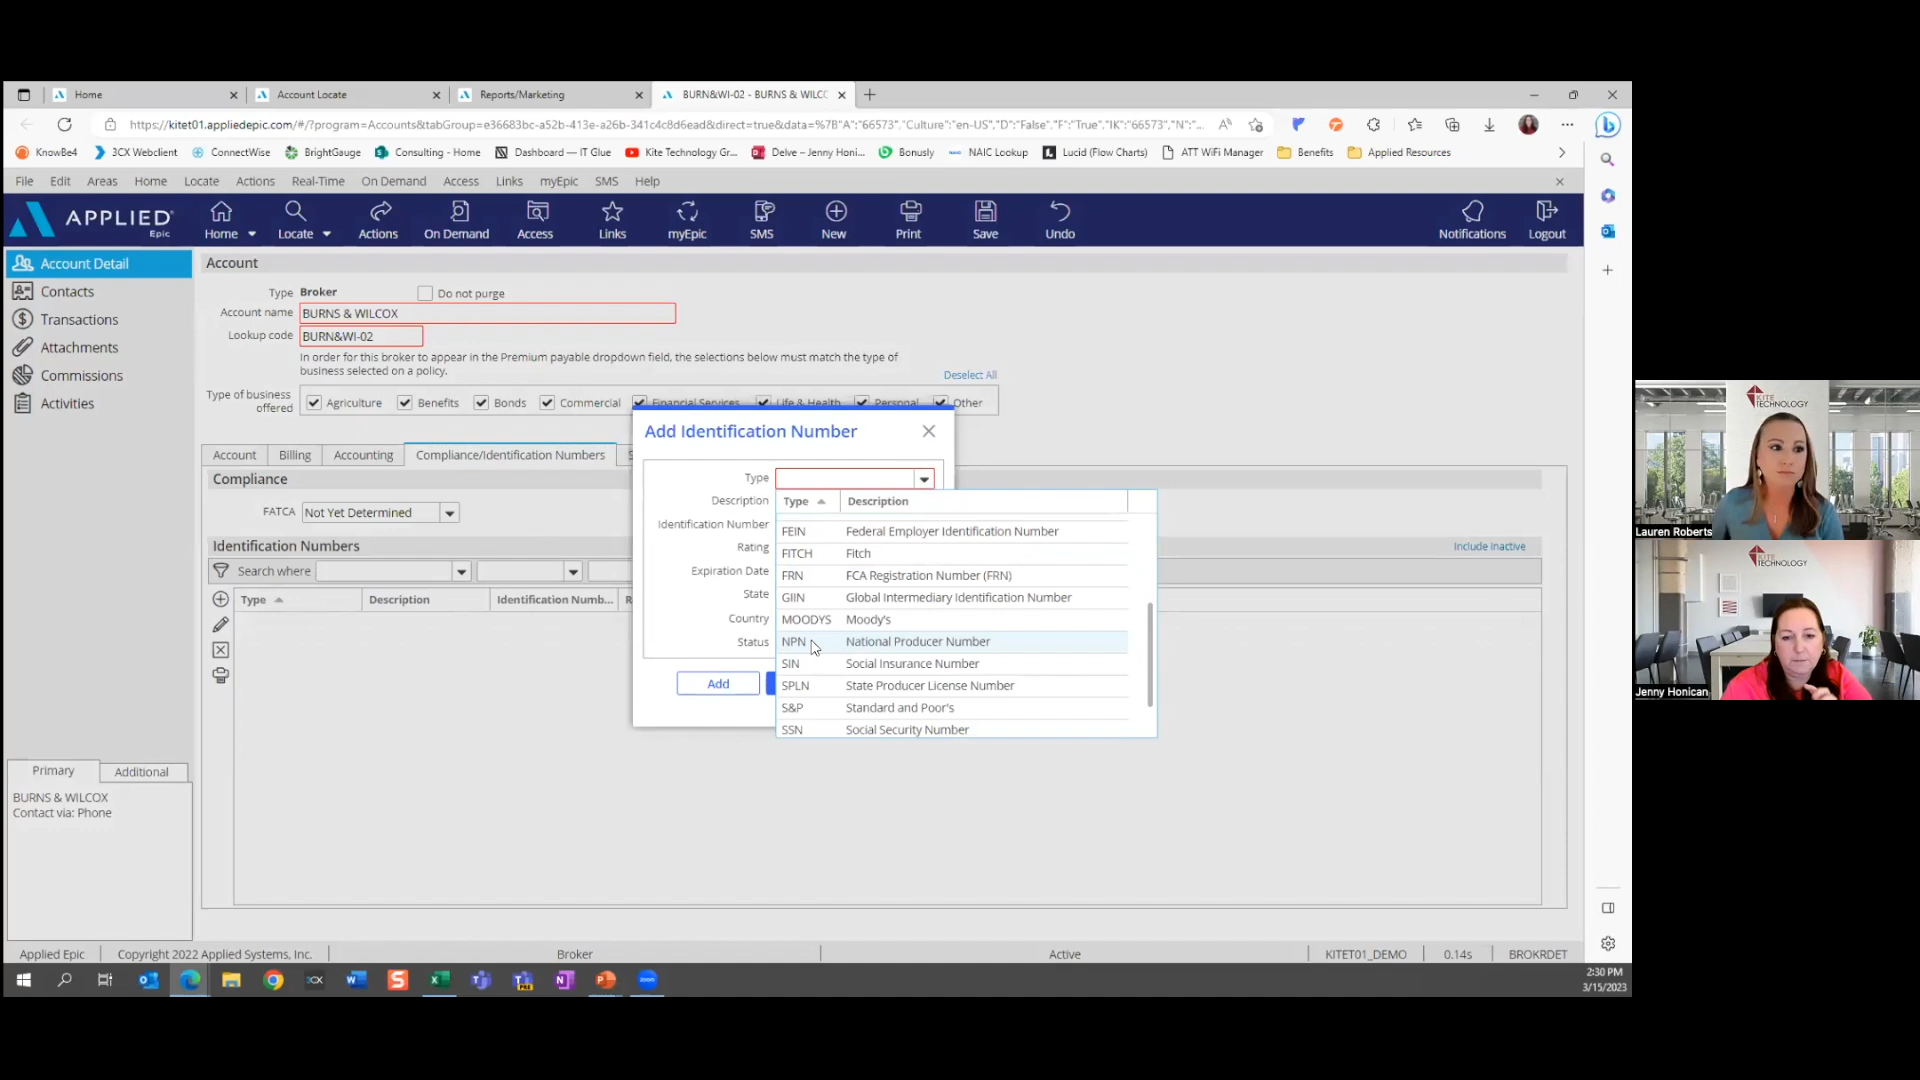 Home
Account Locate
Reports/Marketing
BURN&WI-02 - BURNS & WILCO
https://kitet01.appliedepic.com/#/?program=Accounts&tabGroup=e36683bc-a52b-413e-a26b-341c4c8d6ead&direct=true&data=%7B"A":"66573","Culture":"en-US","D":"False","F":"True","IK":"66573","N":"...
KnowBe4
3CX Webclient
ConnectWise
BrightGauge
Consulting - Home
Dashboard — IT Glue
Kite Technology Gr...
Delve – Jenny Honi...
Bonusly
NAIC Lookup
Lucid (Flow Charts)
ATT WiFi Manager
Benefits
Applied Resources
File Edit Areas Home Locate Actions Real-Time On Demand Access Links myEpic SMS Help
APPLIED
Epic
Home
Locate
Actions
On Demand
Access
Links
myEpic
SMS
New
Print
Save
Undo
Notifications
Logout
Account Detail
Contacts
Transactions
Attachments
Commissions
Activities
Account
Type Broker
Do not purge
Account name BURNS & WILCOX
Lookup code BURN&WI-02
In order for this broker to appear in the Premium payable dropdown field, the selections below must match the type of
business selected on a policy.
Deselect All
Type of business
offered
Agriculture Benefits Bonds Commercial Financial Services Life & Health Personal Other
Account Billing Accounting Compliance/Identification Numbers
Compliance
FATCA Not Yet Determined
Identification Numbers
Include Inactive
Search where
Type Description Identification Numb...
Add Identification Number
Type
Description
Identification Number
Rating
Expiration Date
State
Country
Status
Add
Type Description
FEIN Federal Employer Identification Number
FITCH Fitch
FRN FCA Registration Number (FRN)
GIIN Global Intermediary Identification Number
MOODYS Moody's
NPN National Producer Number
SIN Social Insurance Number
SPLN State Producer License Number
S&P Standard and Poor's
SSN Social Security Number
Primary Additional
BURNS & WILCOX
Contact via: Phone
Applied Epic
Copyright 2022 Applied Systems, Inc.
Broker
Active
KITET01_DEMO
0.14s
BROKRDET
2:30 PM
3/15/2023
KITE
TECHNOLOGY
Lauren Roberts
KITE
TECHNOLOGY
Jenny Honican